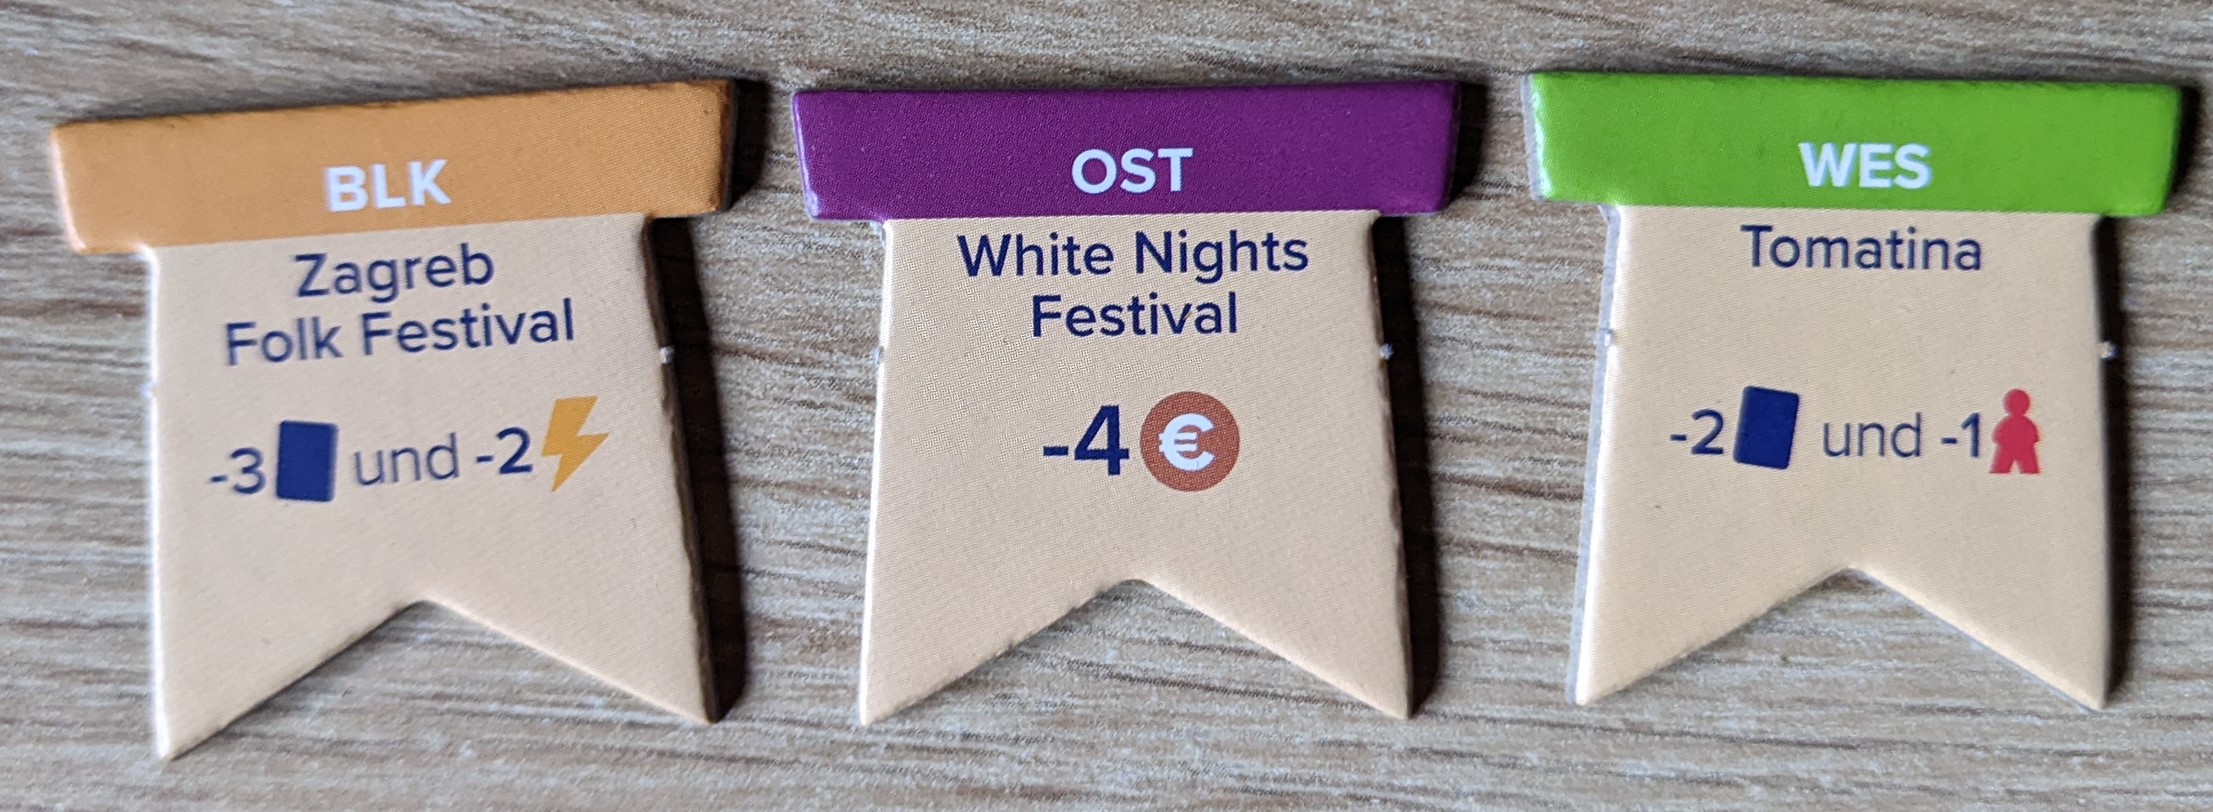 BLK
Zagreb
Folk Festival
-3 und -2
OST
White Nights
Festival
-4 €
WES
Tomatina
-2 und -1